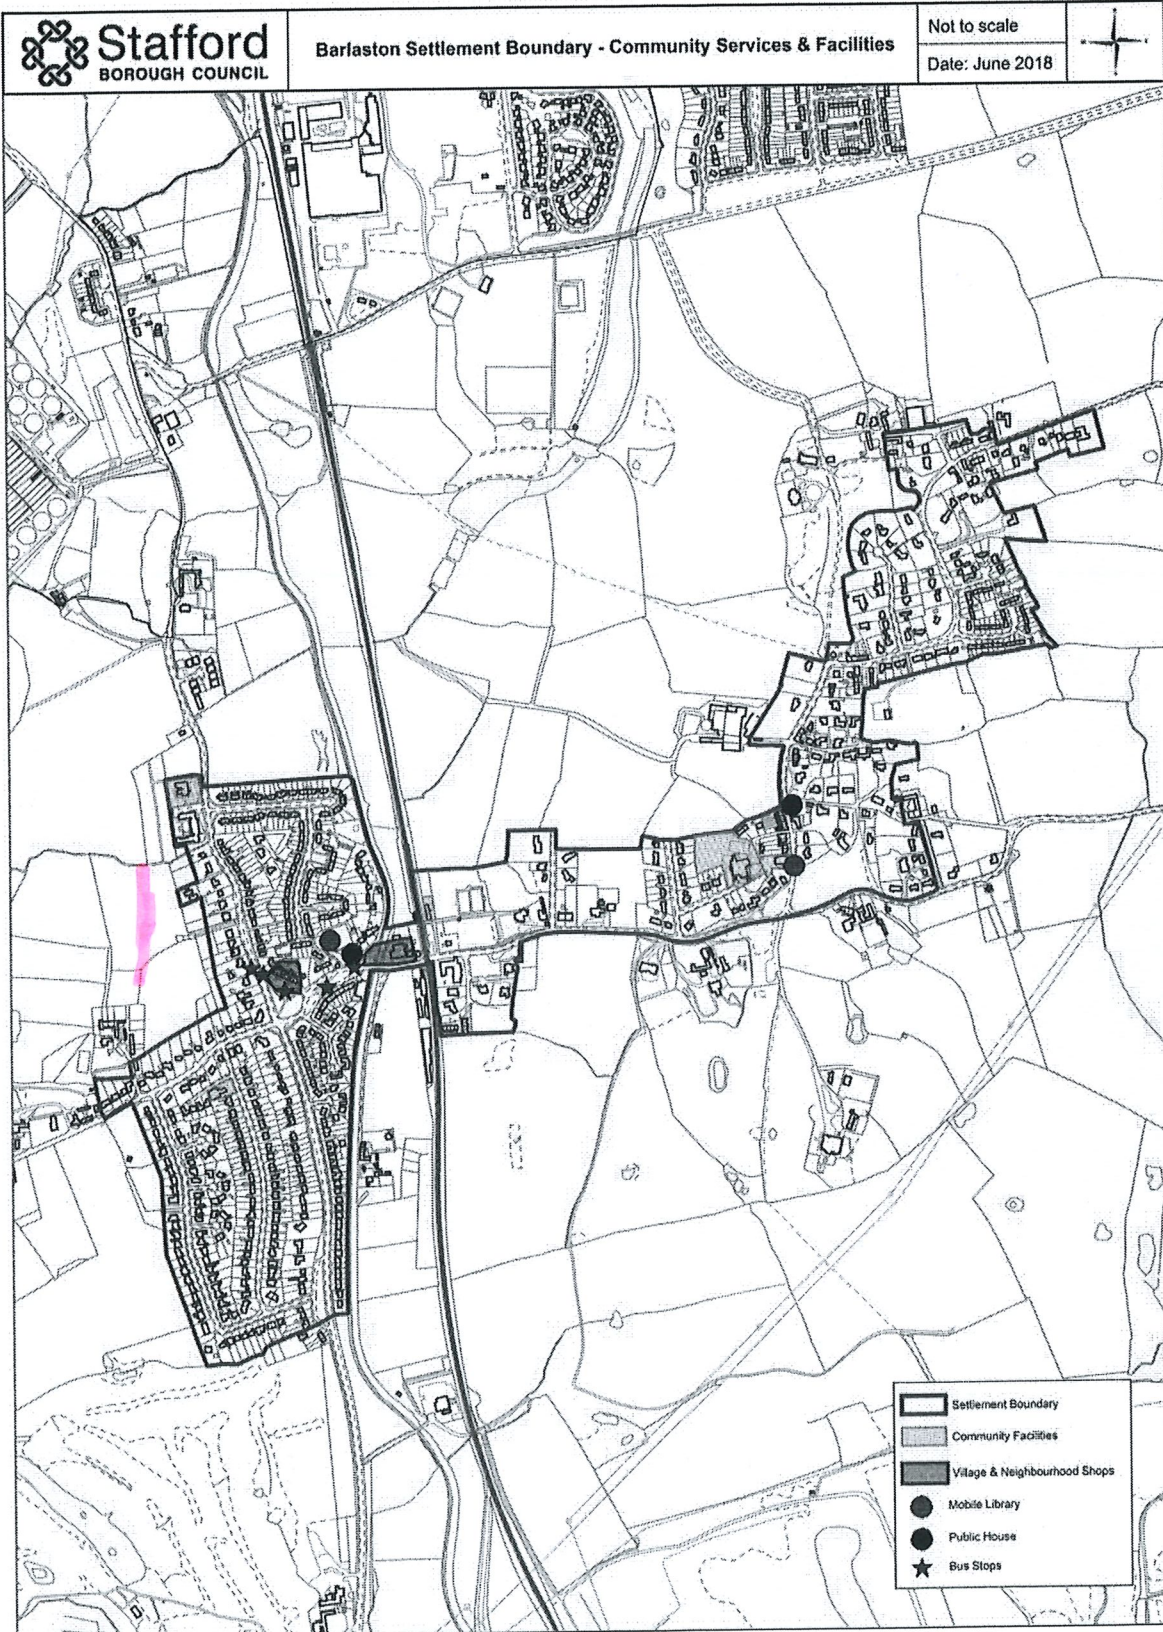 Stafford
BOROUGH COUNCIL
Barlaston Settlement Boundary - Community Services & Facilities
Not to scale
Date: June 2018
Settlement Boundary
Community Facilities
Village & Neighbourhood Shops
Mobile Library
Public House
Bus Stops